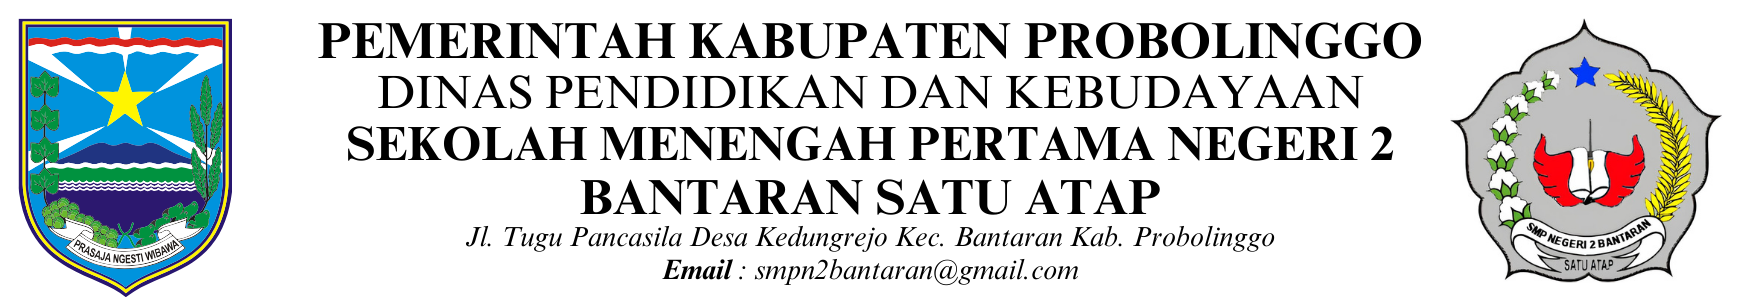 PEMERINTAH KABUPATEN PROBOLINGGO
DINAS PENDIDIKAN DAN KEBUDAYAAN
SEKOLAH MENENGAH PERTAMA NEGERI 2
BANTARAN SATU ATAP
Jl. Tugu Pancasila Desa Kedungrejo Kec. Bantaran Kab. Probolinggo
Email : smpn2bantaran@gmail.com
PRASAJA NGESTI WIBAWA
SMP NEGERI 2 BANTARAN
SATU ATAP